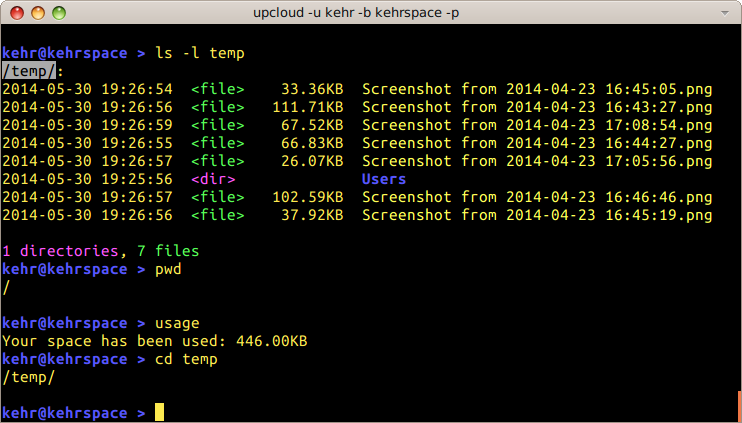 upcloud -u kehr -b kehrspace -p
kehr@kehrspace > ls -l temp
/temp/:
2014-05-30 19:26:54  <file>    33.36KB  Screenshot from 2014-04-23 16:45:05.png
2014-05-30 19:26:56  <file>   111.71KB  Screenshot from 2014-04-23 16:43:27.png
2014-05-30 19:26:59  <file>    67.52KB  Screenshot from 2014-04-23 17:08:54.png
2014-05-30 19:26:55  <file>    66.83KB  Screenshot from 2014-04-23 16:44:27.png
2014-05-30 19:26:57  <file>    26.07KB  Screenshot from 2014-04-23 17:05:56.png
2014-05-30 19:25:56  <dir>              Users
2014-05-30 19:26:57  <file>   102.59KB  Screenshot from 2014-04-23 16:46:46.png
2014-05-30 19:26:56  <file>    37.92KB  Screenshot from 2014-04-23 16:45:19.png
1 directories, 7 files
kehr@kehrspace > pwd
/
kehr@kehrspace > usage
Your space has been used: 446.00KB
kehr@kehrspace > cd temp
/temp/
kehr@kehrspace >